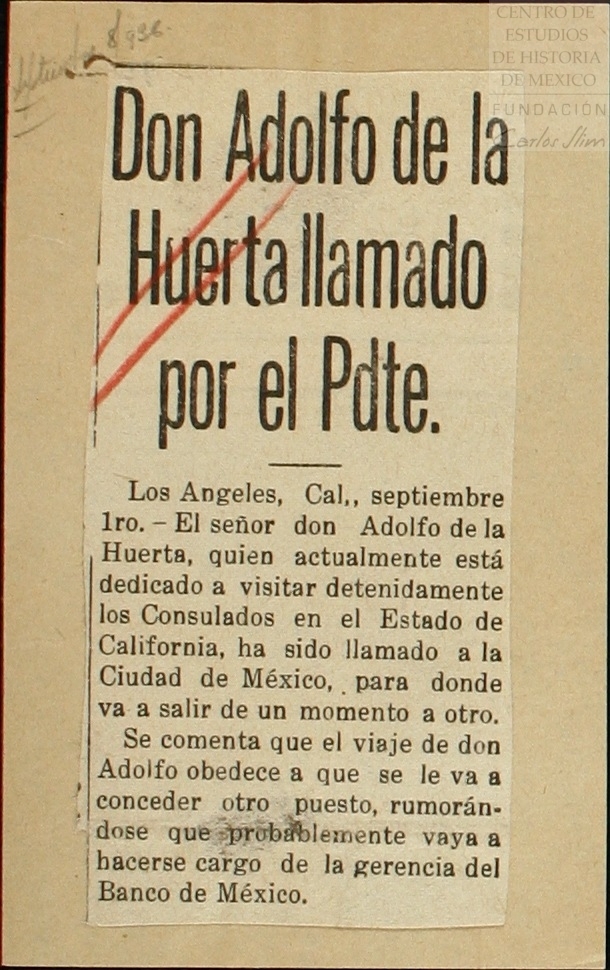 CENTRO DE
ESTUDIOS
DE HISTORIA
DE MEXICO
FUNDACIÓN
Carlos Slim
8 936.
Don Adolfo de la
Huerta llamado
por el Pdte.
Los Angeles, Cal,, septiembre
1ro. – El señor don Adolfo de la
Huerta, quien actualmente está
dedicado a visitar detenidamente
los Consulados en el Estado de
California, ha sido llamado a la
Ciudad de México, para donde
va a salir de un momento a otro.
Se comenta que el viaje de don
Adolfo obedece a que se le va a
conceder otro puesto, rumorán-
dose que probablemente vaya a
hacerse cargo de la gerencia del
Banco de México.